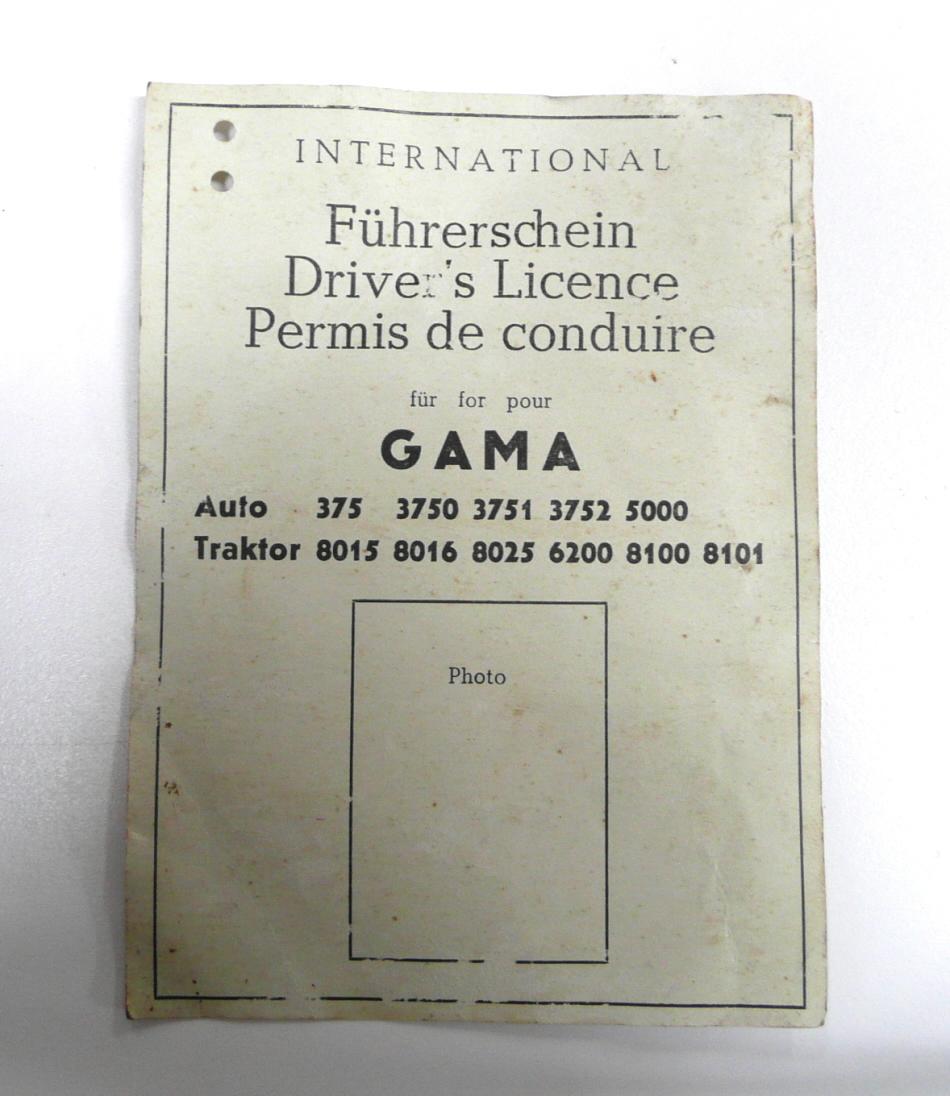 INTERNATIONAL
Führerschein
Driver's Licence
Permis de conduire
für for pour
GAMA
Auto 375 3750 3751 3752 5000
Traktor 8015 8016 8025 6200 8100 8101
Photo